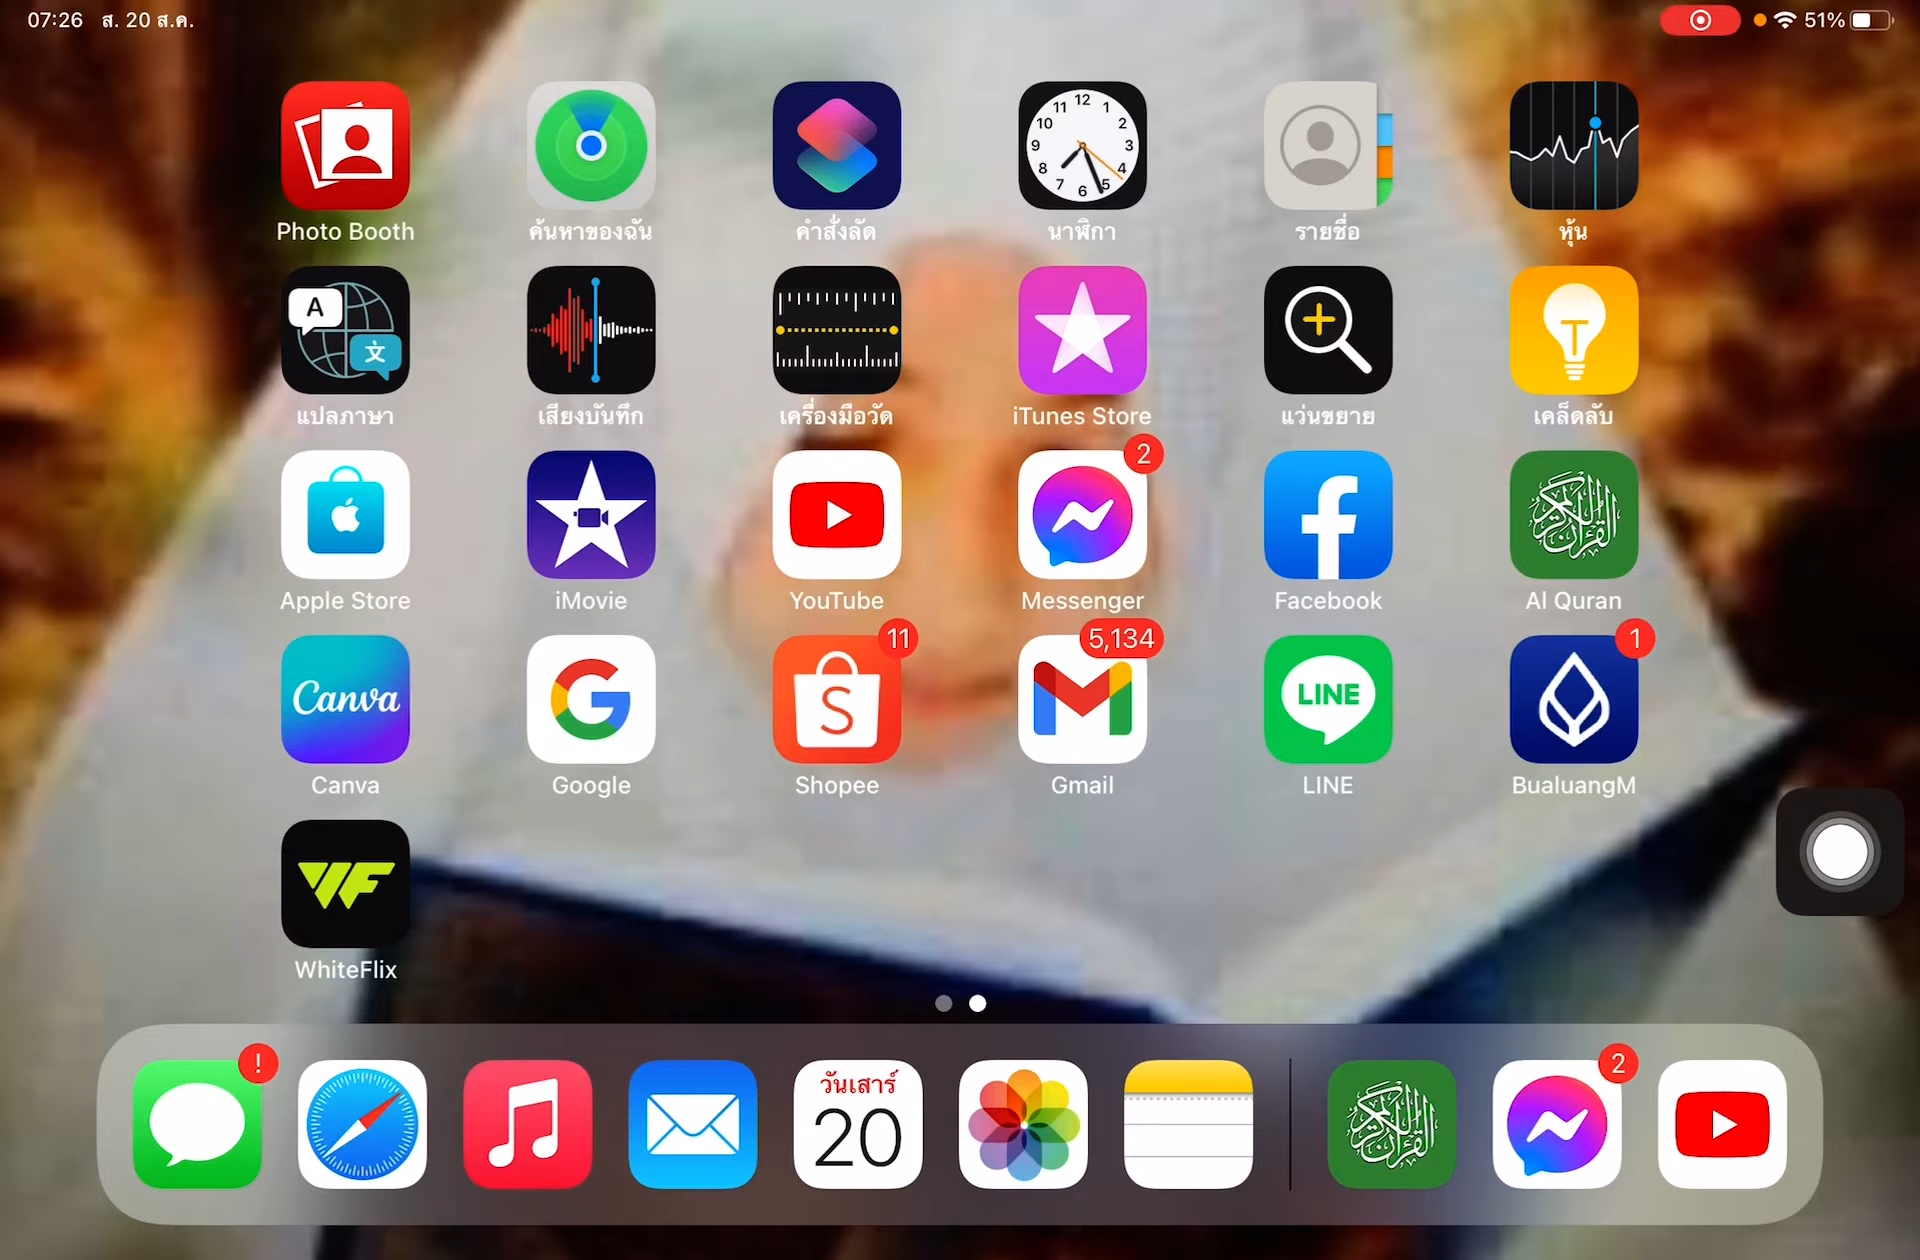 07:26 ส. 20 ส.ค. 51%
Photo Booth ค้นหาของฉัน คำสั่งลัด นาฬิกา รายชื่อ หุ้น
แปลภาษา เสียงบันทึก เครื่องมือวัด iTunes Store แว่นขยาย เคล็ดลับ
2
Apple Store iMovie YouTube Messenger Facebook Al Quran
11 5,134 1
Canva S LINE
Canva Google Shopee Gmail LINE BualuangM
WF
WhiteFlix
! วันเสาร์ 2
20